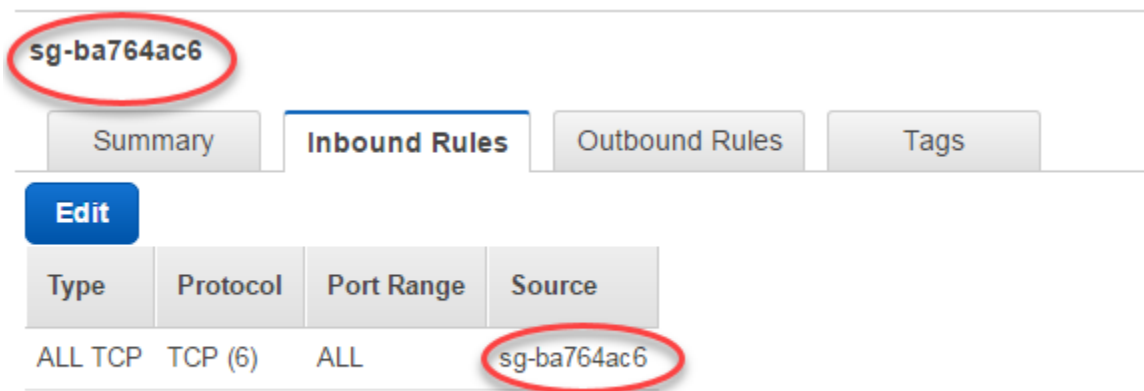 sg-ba764ac6
Summary Inbound Rules Outbound Rules Tags
Edit
Type Protocol Port Range Source
ALL TCP TCP (6) ALL sg-ba764ac6